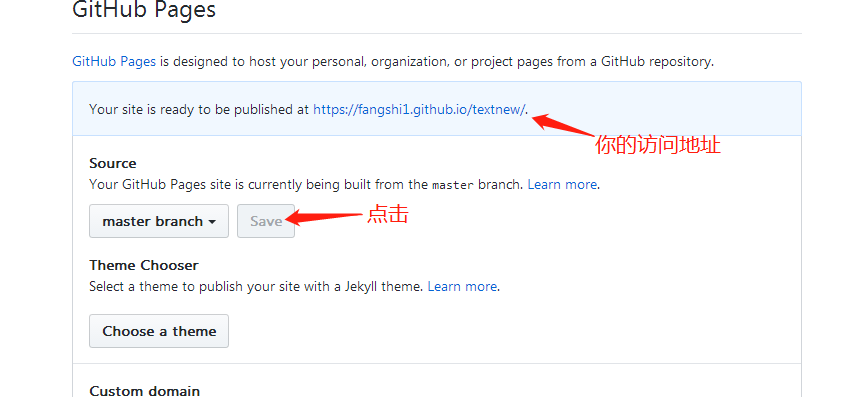 GitHub Pages
GitHub Pages is designed to host your personal, organization, or project pages from a GitHub repository.
Your site is ready to be published at https://fangshi1.github.io/textnew/.
你的访问地址
Source
Your GitHub Pages site is currently being built from the master branch. Learn more.
master branch Save
点击
Theme Chooser
Select a theme to publish your site with a Jekyll theme. Learn more.
Choose a theme
Custom domain